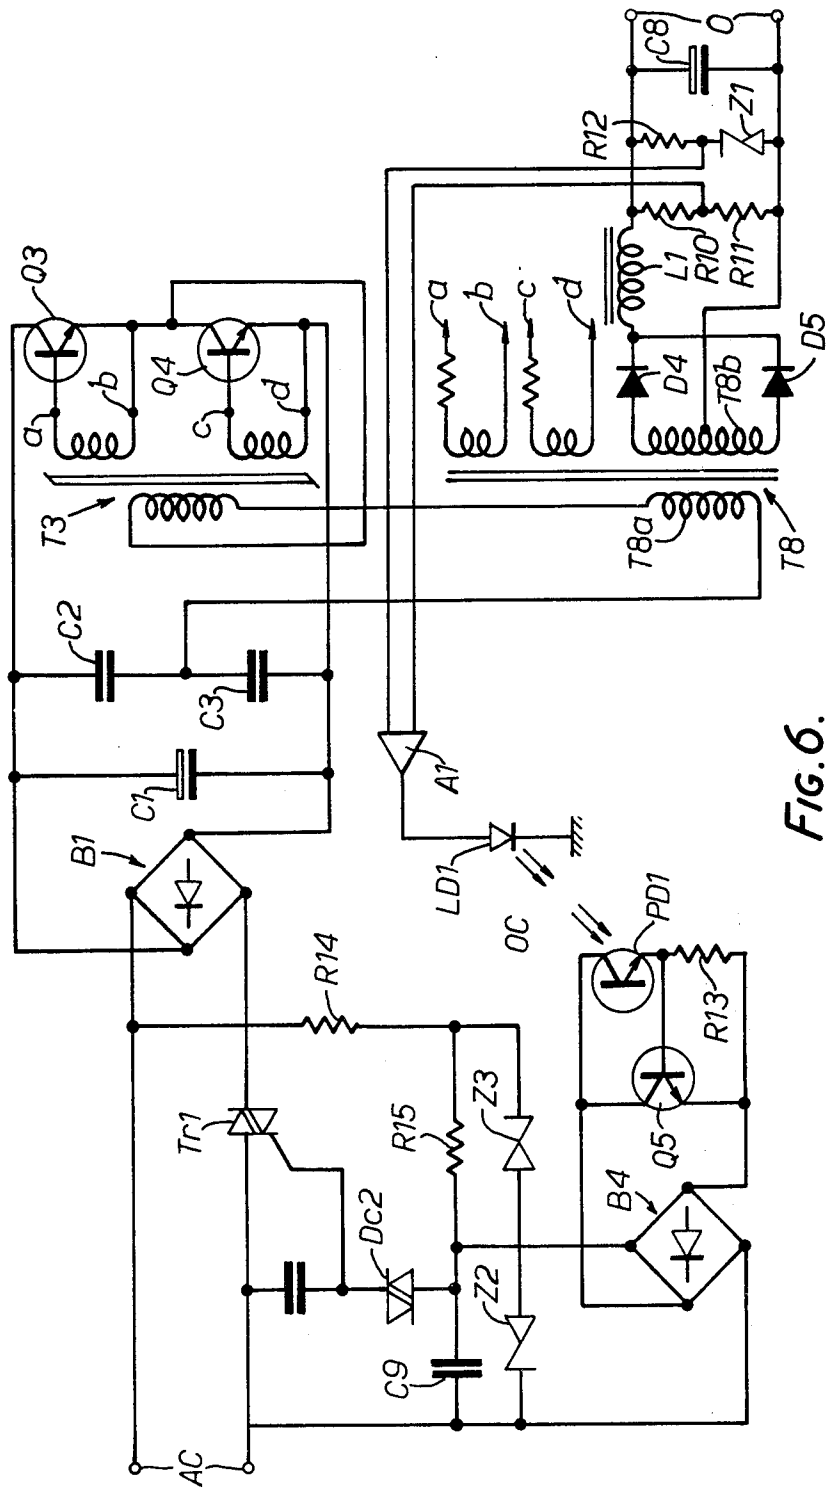 AC
Tr1
R14
B1
C1
C2
C3
T3
a
b
c
d
Q3
Q4
C9
Dc2
R15
Z2
Z3
B4
Q5
R13
PD1
OC
LD1
A1
T8a
T8
T8b
a
b
c
d
D4
D5
L1
R10
R11
R12
Z1
C8
O
FIG. 6.